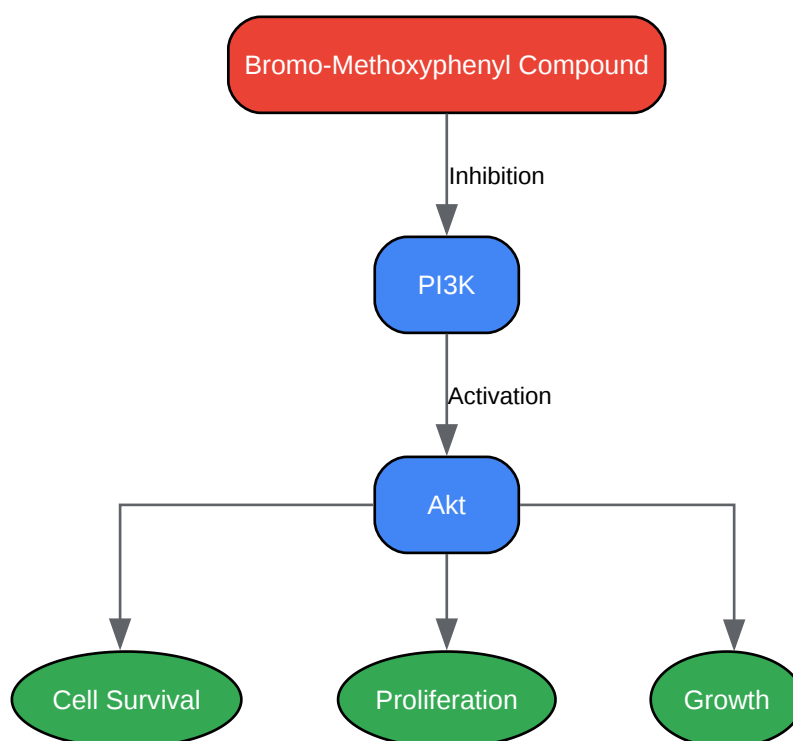 Bromo-Methoxyphenyl Compound
Inhibition
PI3K
Activation
Akt
Cell Survival
Proliferation
Growth